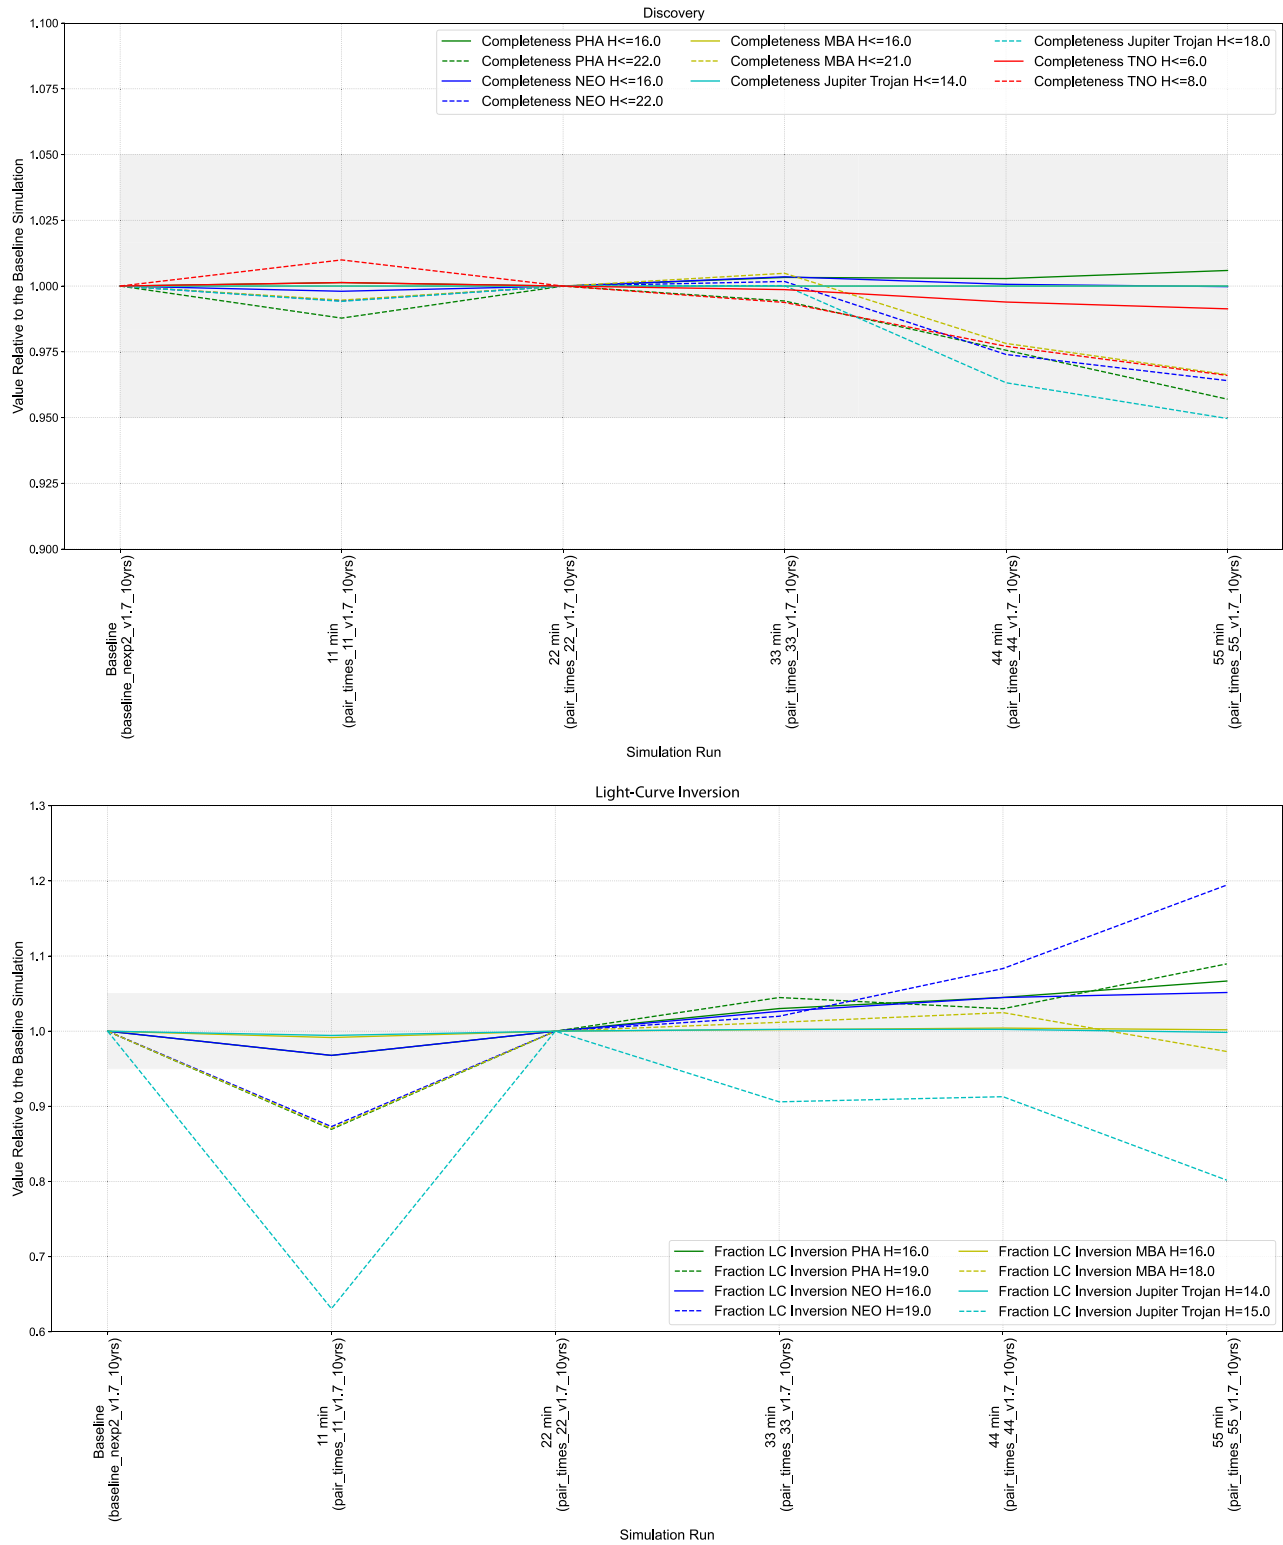 Discovery
1.100
1.075
1.050
1.025
1.000
0.975
0.950
0.925
0.900
Value Relative to the Baseline Simulation
Completeness PHA H<=16.0
Completeness PHA H<=22.0
Completeness NEO H<=16.0
Completeness NEO H<=22.0
Completeness MBA H<=16.0
Completeness MBA H<=21.0
Completeness Jupiter Trojan H<=14.0
Completeness Jupiter Trojan H<=18.0
Completeness TNO H<=6.0
Completeness TNO H<=8.0
Baseline
(baseline_nexp2_v1.7_10yrs)
11 min
(pair_times_11_v1.7_10yrs)
22 min
(pair_times_22_v1.7_10yrs)
33 min
(pair_times_33_v1.7_10yrs)
44 min
(pair_times_44_v1.7_10yrs)
55 min
(pair_times_55_v1.7_10yrs)
Simulation Run
Light-Curve Inversion
1.3
1.2
1.1
1.0
0.9
0.8
0.7
0.6
Value Relative to the Baseline Simulation
Fraction LC Inversion PHA H=16.0
Fraction LC Inversion PHA H=19.0
Fraction LC Inversion NEO H=16.0
Fraction LC Inversion NEO H=19.0
Fraction LC Inversion MBA H=16.0
Fraction LC Inversion MBA H=18.0
Fraction LC Inversion Jupiter Trojan H=14.0
Fraction LC Inversion Jupiter Trojan H=15.0
Baseline
(baseline_nexp2_v1.7_10yrs)
11 min
(pair_times_11_v1.7_10yrs)
22 min
(pair_times_22_v1.7_10yrs)
33 min
(pair_times_33_v1.7_10yrs)
44 min
(pair_times_44_v1.7_10yrs)
55 min
(pair_times_55_v1.7_10yrs)
Simulation Run